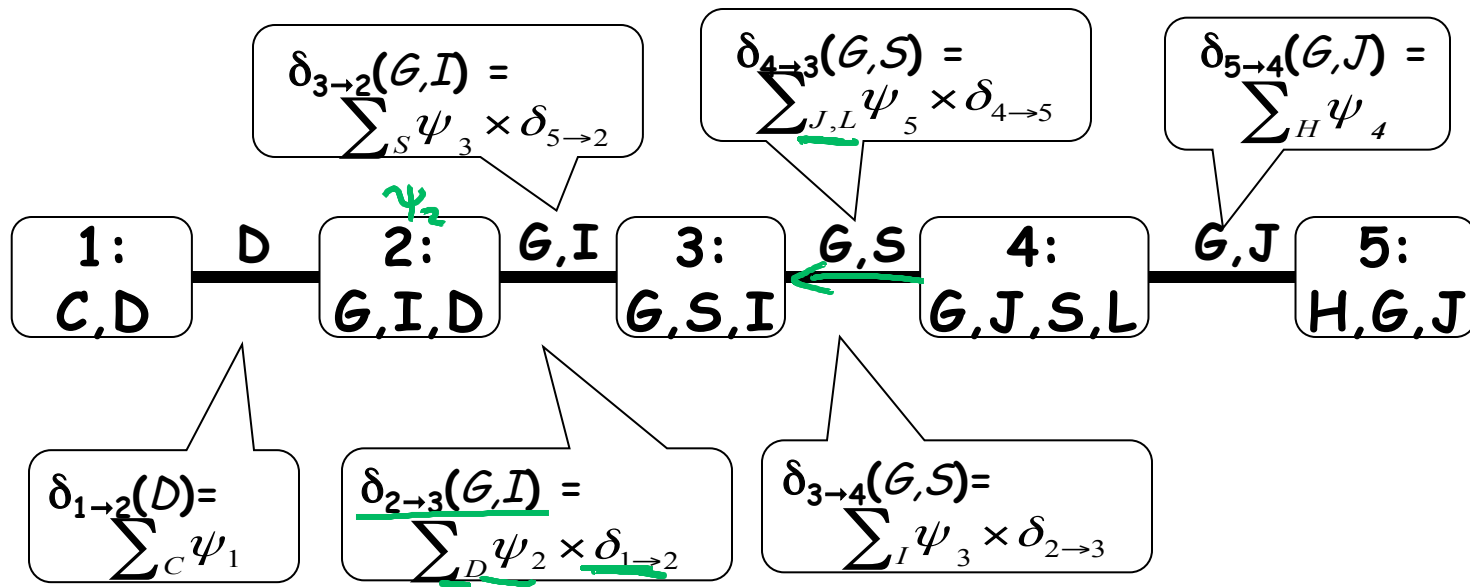 δ3→2(G,I) =
∑S ψ3 × δ5→2
δ4→3(G,S) =
∑J,L ψ5 × δ4→5
δ5→4(G,J) =
∑H ψ4
ψ2
1:
C,D
D
2:
G,I,D
G,I
3:
G,S,I
G,S
4:
G,J,S,L
G,J
5:
H,G,J
δ1→2(D)=
∑C ψ1
δ2→3(G,I) =
∑D ψ2 × δ1→2
δ3→4(G,S)=
∑I ψ3 × δ2→3